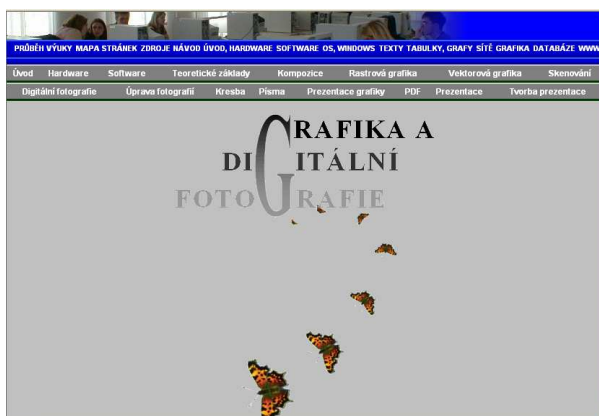 PRŮBĚH VÝUKY MAPA STRÁNEK ZDROJE NÁVOD ÚVOD, HARDWARE SOFTWARE OS, WINDOWS TEXTY TABULKY, GRAFY SÍTĚ GRAFIKA DATABÁZE WWW
Úvod Hardware Software Teoretické základy Kompozice Rastrová grafika Vektorová grafika Skenování
Digitální fotografie Úprava fotografií Kresba Písma Prezentace grafiky PDF Prezentace Tvorba prezentace
GRAFIKA A
DIGITÁLNÍ
FOTOGRAFIE